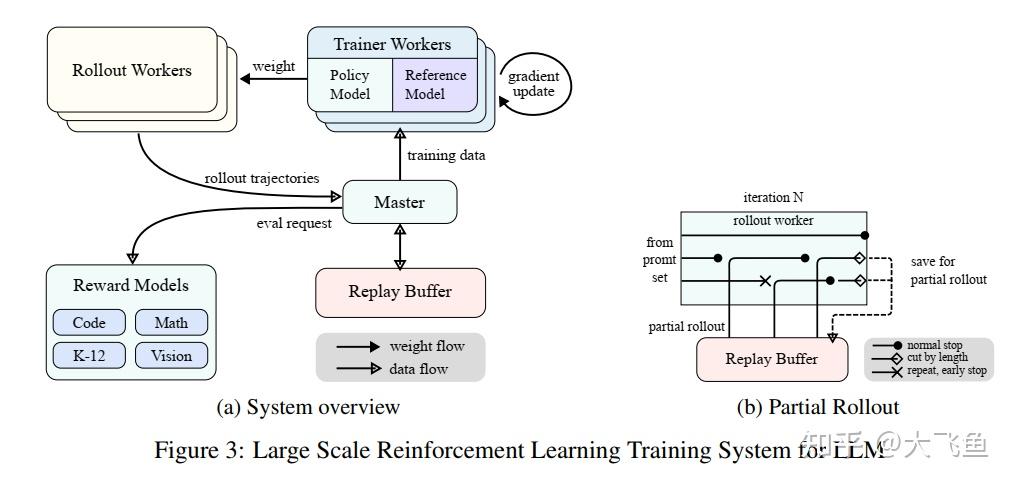 Rollout Workers
weight
Trainer Workers
Policy
Model
Reference
Model
gradient
update
training data
rollout trajectories
Master
eval request
Reward Models
Code
Math
K-12
Vision
Replay Buffer
weight flow
data flow
(a) System overview
iteration N
rollout worker
from
promt
set
save for
partial rollout
partial rollout
Replay Buffer
normal stop
cut by length
repeat, early stop
(b) Partial Rollout
Figure 3: Large Scale Reinforcement Learning Training System for LLM
知乎 @大飞鱼